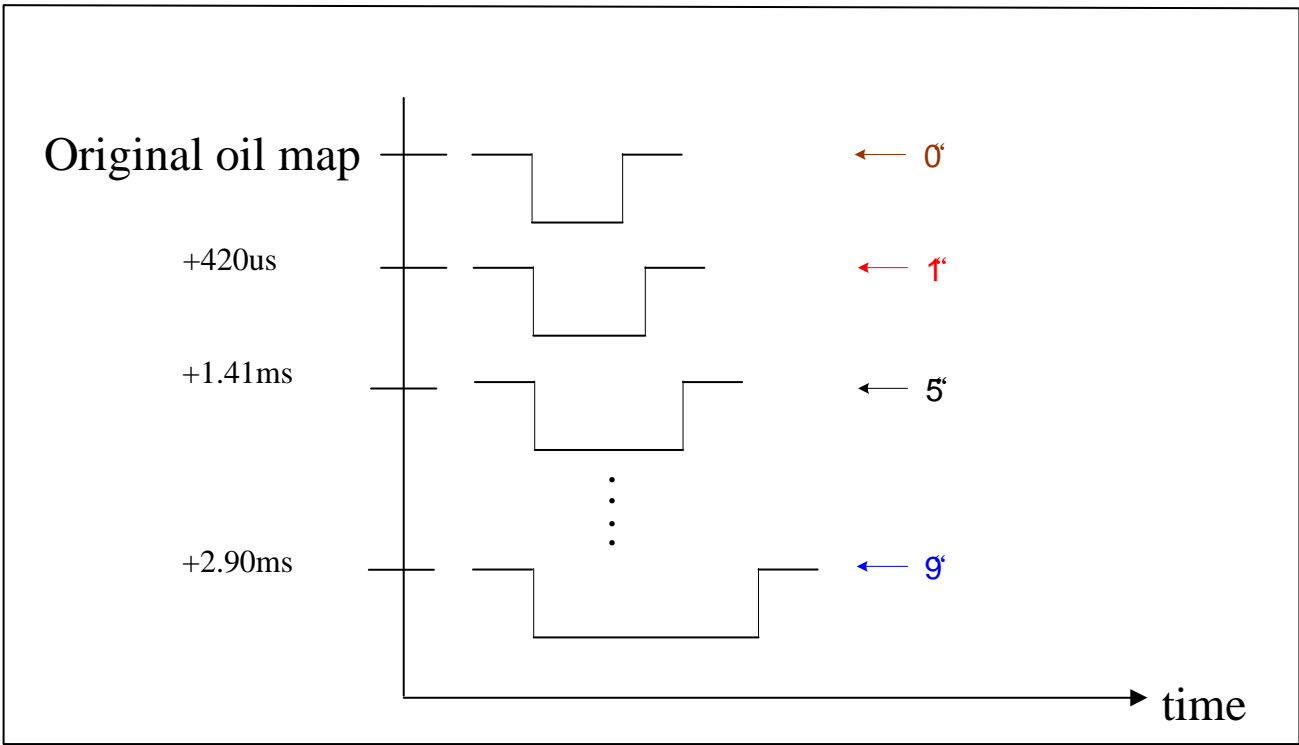 Original oil map
0“
+420us
1“
+1.41ms
5“
+2.90ms
9“
time